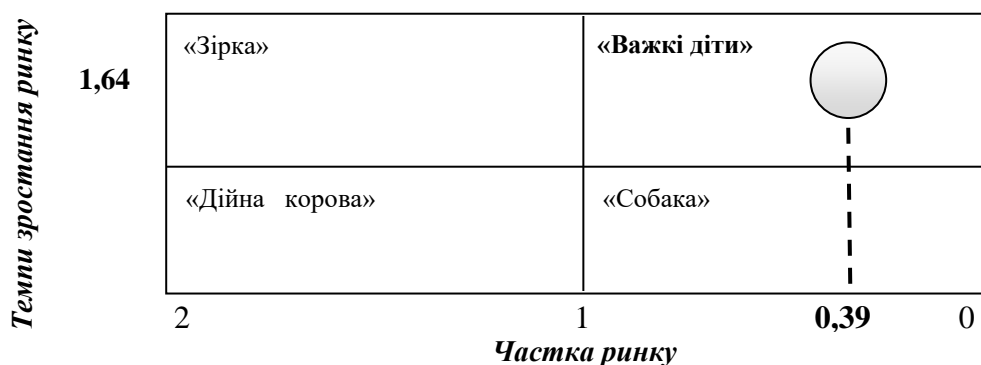 Темпи зростання ринку
«Зірка» «Важкі діти»
1,64
«Дійна корова» «Собака»
2 1 0,39 0
Частка ринку